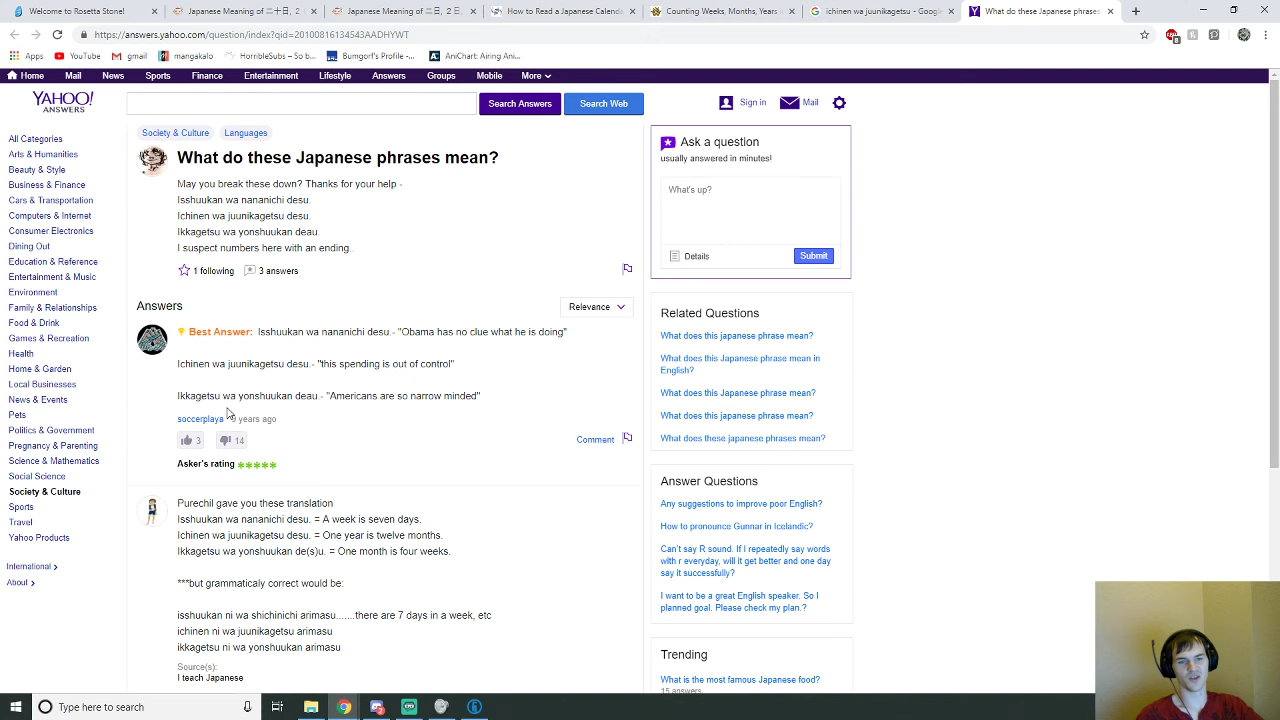 Welcome to Rosetta Stone!
Japanese Meaning of 二十日, 2
Japanese Meaning of 二日, 2
How to Read a Japanese Calendar
Counting Weeks, Months, Years
ichinen wa juunikagetsu - Google
What do these Japanese phrases
https://answers.yahoo.com/question/index?qid=20100816134543AADHYWT
Apps
YouTube
gmail
mangakalo
HorribleSubs – So b...
Bumgorf's Profile -...
AniChart: Airing Ani...
Home
Mail
News
Sports
Finance
Entertainment
Lifestyle
Answers
Groups
Mobile
More
YAHOO!
ANSWERS
Search Answers
Search Web
Sign in
Mail
All Categories
Arts & Humanities
Beauty & Style
Business & Finance
Cars & Transportation
Computers & Internet
Consumer Electronics
Dining Out
Education & Reference
Entertainment & Music
Environment
Family & Relationships
Food & Drink
Games & Recreation
Health
Home & Garden
Local Businesses
News & Events
Pets
Politics & Government
Pregnancy & Parenting
Science & Mathematics
Social Science
Society & Culture
Sports
Travel
Yahoo Products
International
About
Society & Culture
Languages
What do these Japanese phrases mean?
May you break these down? Thanks for your help -
Isshuukan wa nananichi desu.
Ichinen wa juunikagetsu desu.
Ikkagetsu wa yonshuukan deau.
I suspect numbers here with an ending..
1 following
3 answers
Answers
Relevance
Best Answer: Isshuukan wa nananichi desu.- "Obama has no clue what he is doing"
Ichinen wa juunikagetsu desu.- "this spending is out of control"
Ikkagetsu wa yonshuukan deau.- "Americans are so narrow minded"
soccerplaya · 9 years ago
3
14
Comment
Asker's rating
Purechil gave you these translation
Isshuukan wa nananichi desu. = A week is seven days.
Ichinen wa juunikagetsu desu. = One year is twelve months.
Ikkagetsu wa yonshuukan de(s)u. = One month is four weeks.
***but grammaticaly correct would be:
isshuukan ni wa shichinichi arimasu.......there are 7 days in a week, etc
ichinen ni wa juunikagetsu arimasu
ikkagetsu ni wa yonshuukan arimasu
Source(s):
I teach Japanese
Ask a question
usually answered in minutes!
What's up?
Details
Submit
Related Questions
What does this japanese phrase mean?
What does this Japanese phrase mean in
English?
What does this Japanese phrase mean?
What does this japanese phrase mean?
What does these japanese phrases mean?
Answer Questions
Any suggestions to improve poor English?
How to pronounce Gunnar in Icelandic?
Can't say R sound. If I repeatedly say words
with r everyday, will it get better and one day
say it successfully?
I want to be a great English speaker. So I
planned goal. Please check my plan.?
Trending
What is the most famous Japanese food?
15 answers
Type here to search